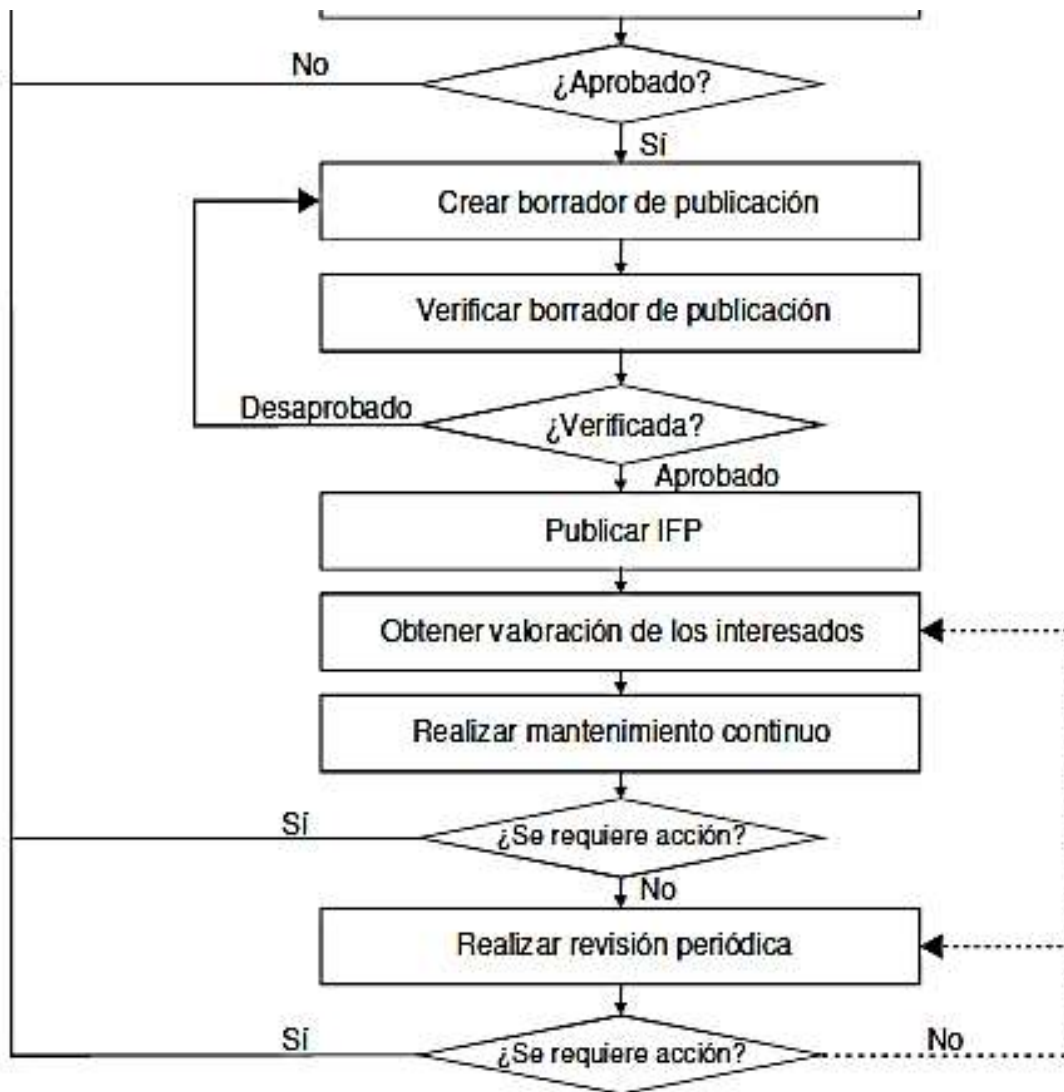 No
¿Aprobado?
Sí
Crear borrador de publicación
Verificar borrador de publicación
Desaprobado
¿Verificada?
Aprobado
Publicar IFP
Obtener valoración de los interesados
Realizar mantenimiento continuo
Sí
¿Se requiere acción?
No
Realizar revisión periódica
Sí
¿Se requiere acción?
No